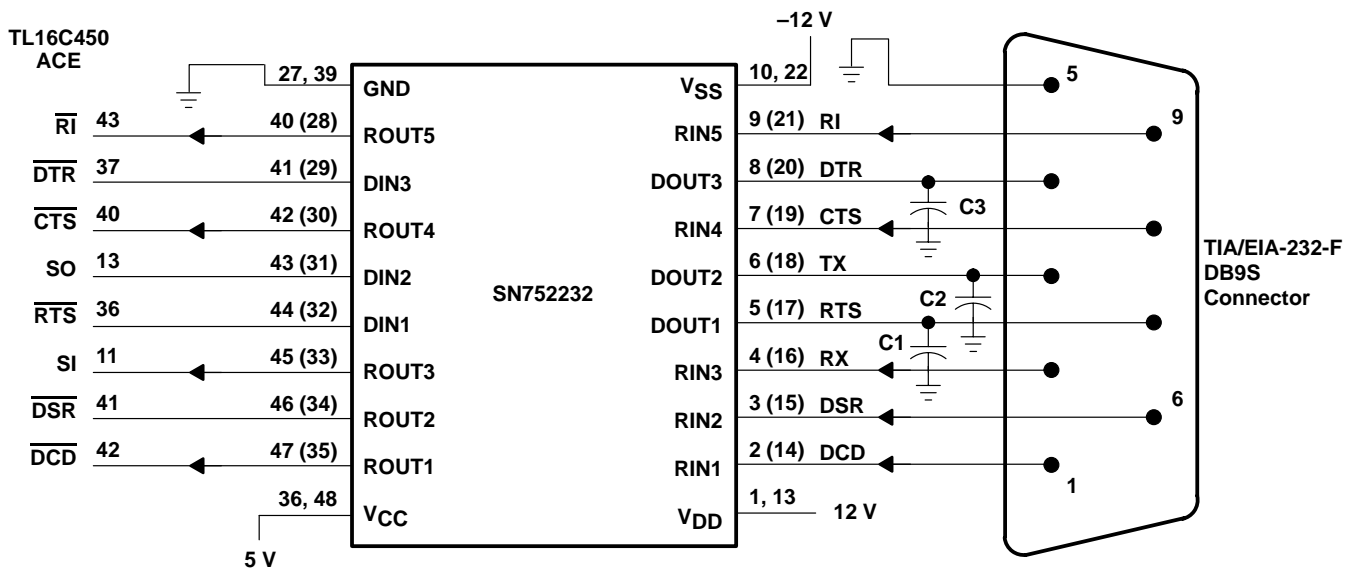 TL16C450
ACE
–12 V
27, 39 GND VSS 10, 22 5
RI 43 40 (28) ROUT5 RIN5 9 (21) RI 9
DTR 37 41 (29) DIN3 DOUT3 8 (20) DTR
C3
CTS 40 42 (30) ROUT4 RIN4 7 (19) CTS
SO 13 43 (31) DIN2 DOUT2 6 (18) TX
TIA/EIA-232-F
DB9S
Connector
SN752232
C2
RTS 36 44 (32) DIN1 DOUT1 5 (17) RTS
C1
SI 11 45 (33) ROUT3 RIN3 4 (16) RX
DSR 41 46 (34) ROUT2 RIN2 3 (15) DSR 6
DCD 42 47 (35) ROUT1 RIN1 2 (14) DCD 1
36, 48 VCC VDD 1, 13 12 V
5 V